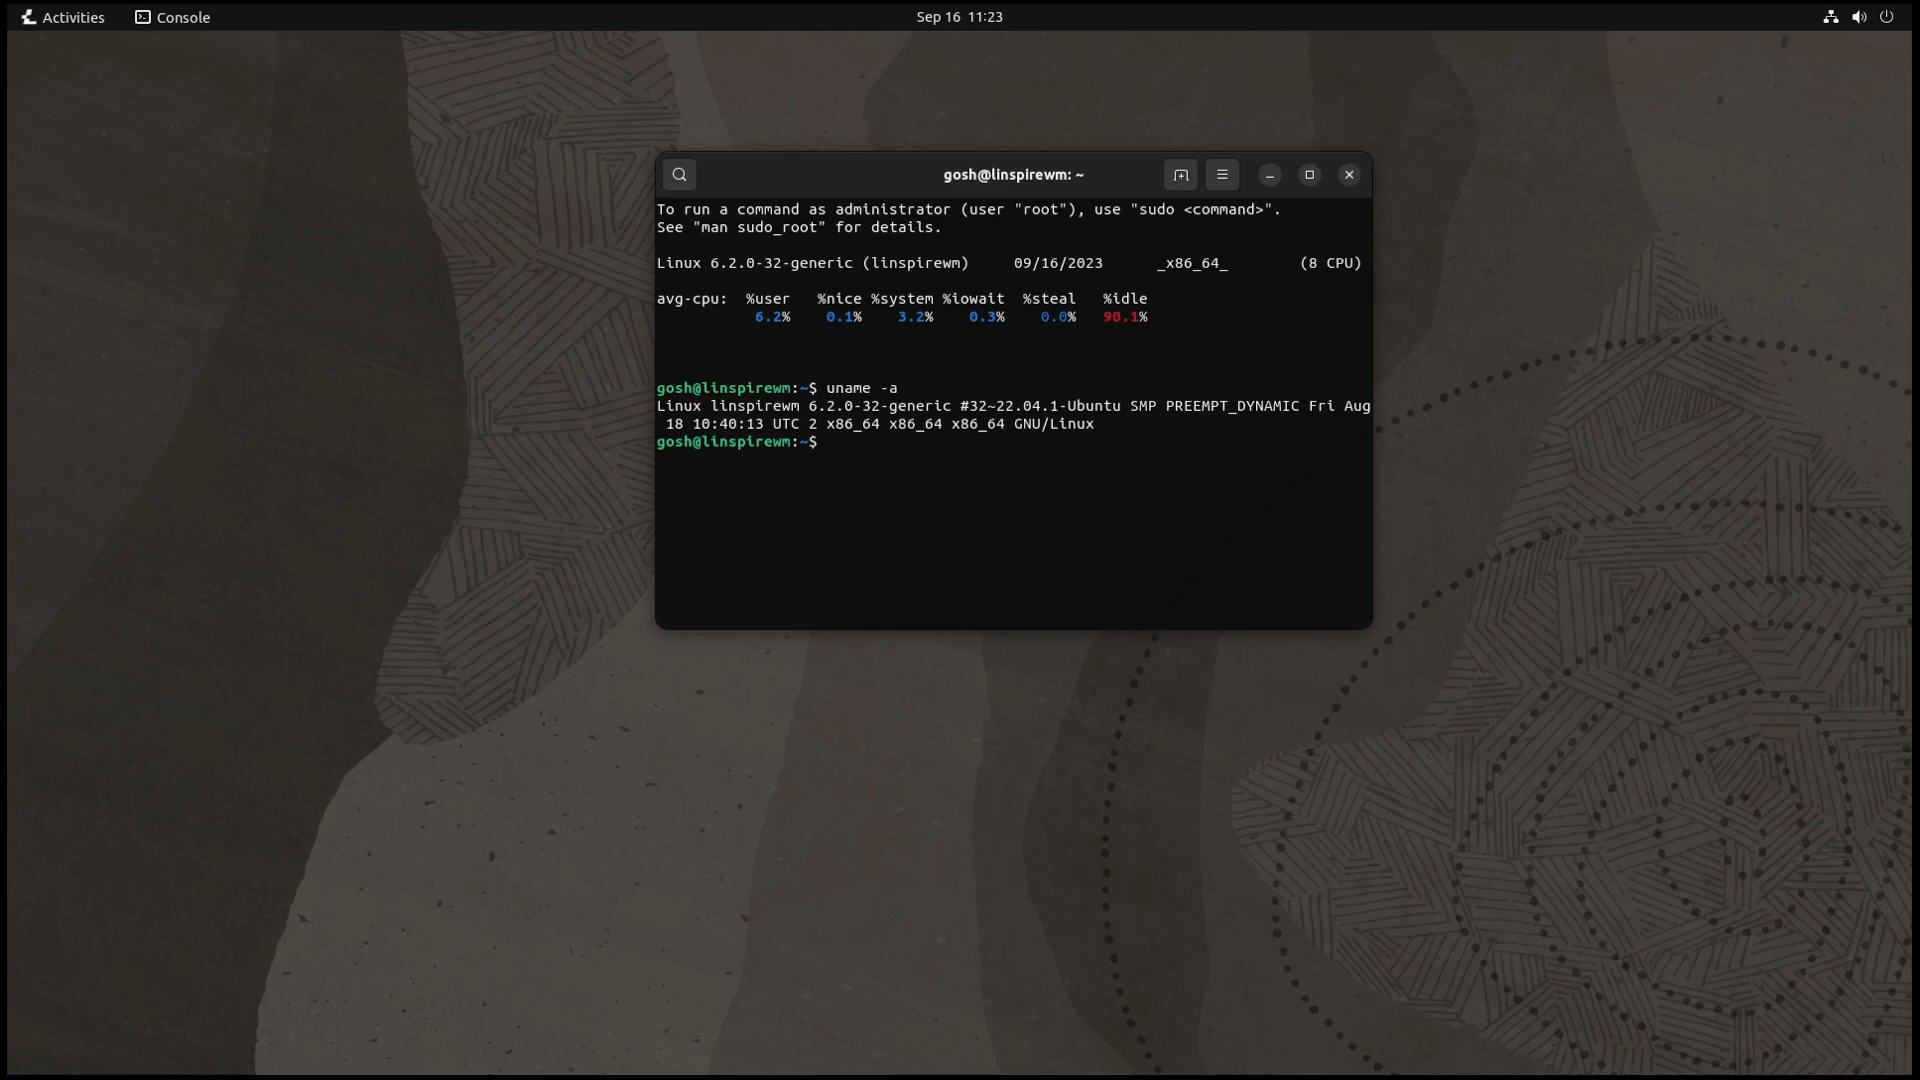 Activities Console Sep 16 11:23
gosh@linspirewm: ~
To run a command as administrator (user "root"), use "sudo <command>".
See "man sudo_root" for details.
Linux 6.2.0-32-generic (linspirewm) 09/16/2023 _x86_64_ (8 CPU)
avg-cpu: %user %nice %system %iowait %steal %idle
6.2% 0.1% 3.2% 0.3% 0.0% 90.1%
gosh@linspirewm:~$ uname -a
Linux linspirewm 6.2.0-32-generic #32~22.04.1-Ubuntu SMP PREEMPT_DYNAMIC Fri Aug
18 10:40:13 UTC 2 x86_64 x86_64 x86_64 GNU/Linux
gosh@linspirewm:~$